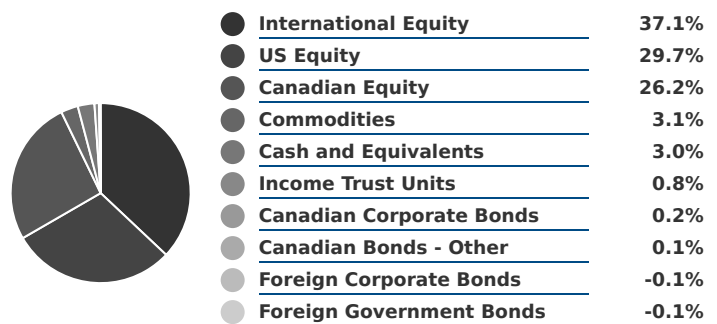 International Equity 37.1%
US Equity 29.7%
Canadian Equity 26.2%
Commodities 3.1%
Cash and Equivalents 3.0%
Income Trust Units 0.8%
Canadian Corporate Bonds 0.2%
Canadian Bonds - Other 0.1%
Foreign Corporate Bonds -0.1%
Foreign Government Bonds -0.1%